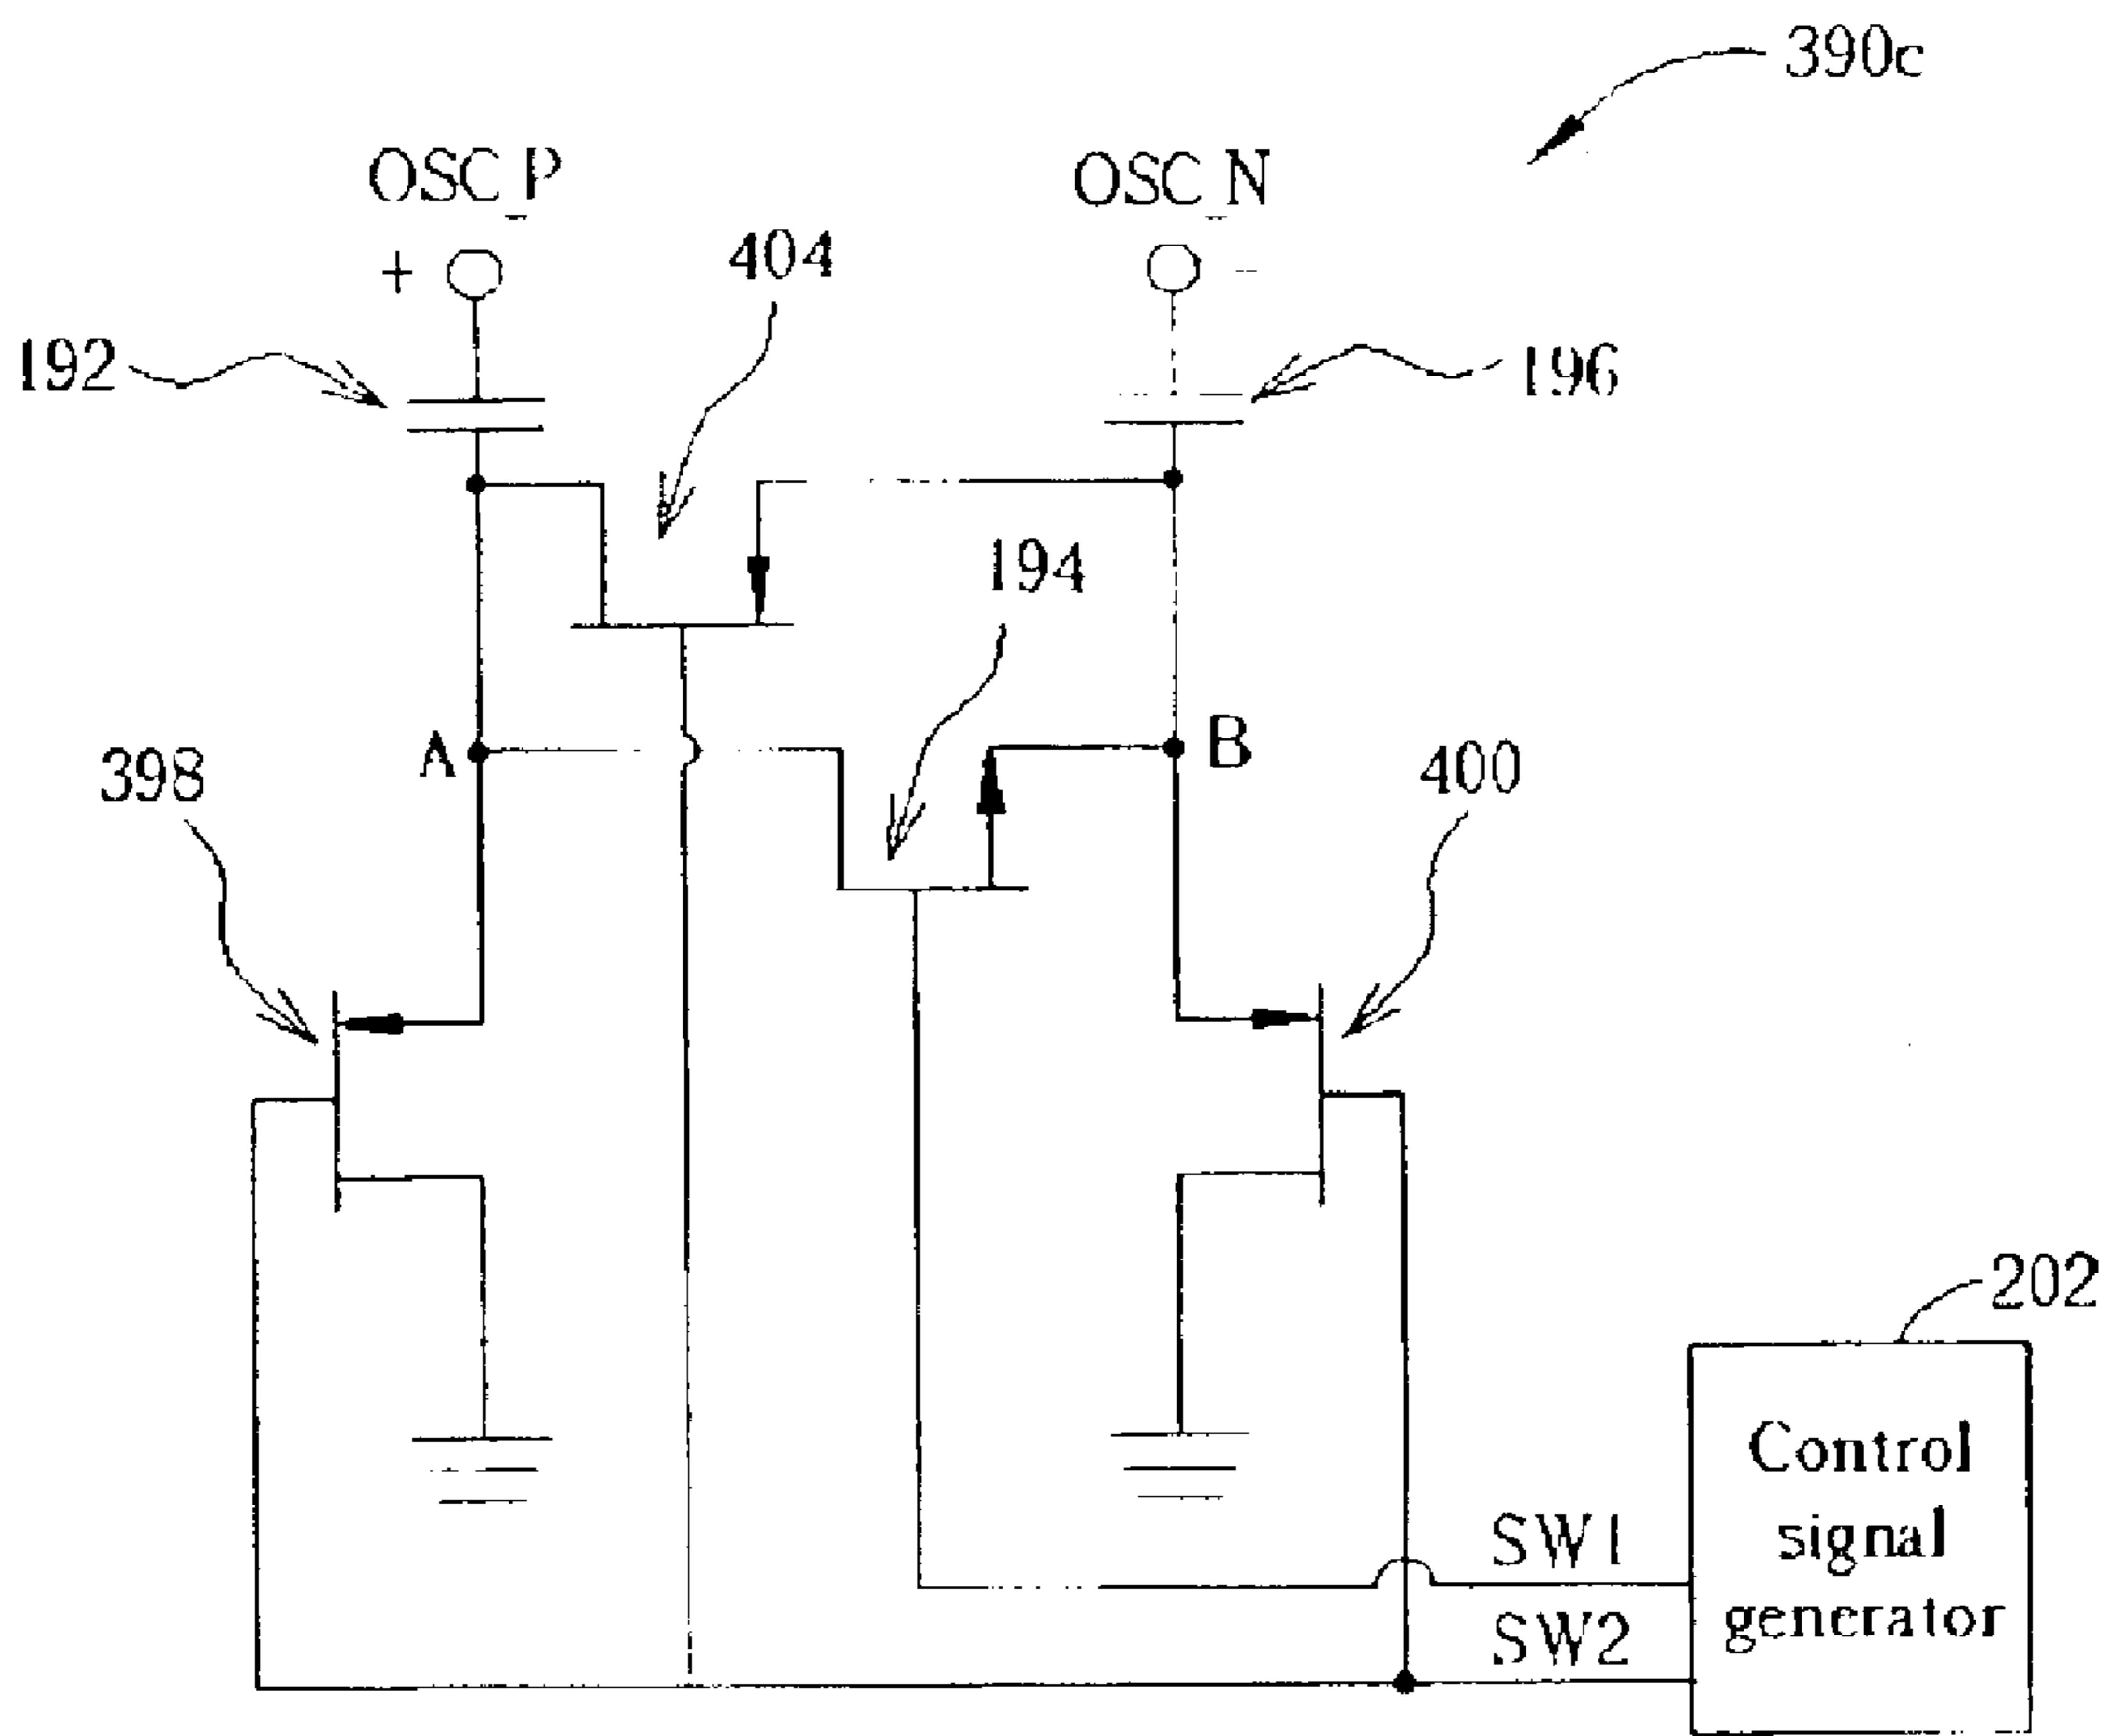 390c
OSC_P
OSC_N
+
-
404
192
196
194
A
B
398
400
202
Control
signal
generator
SW1
SW2